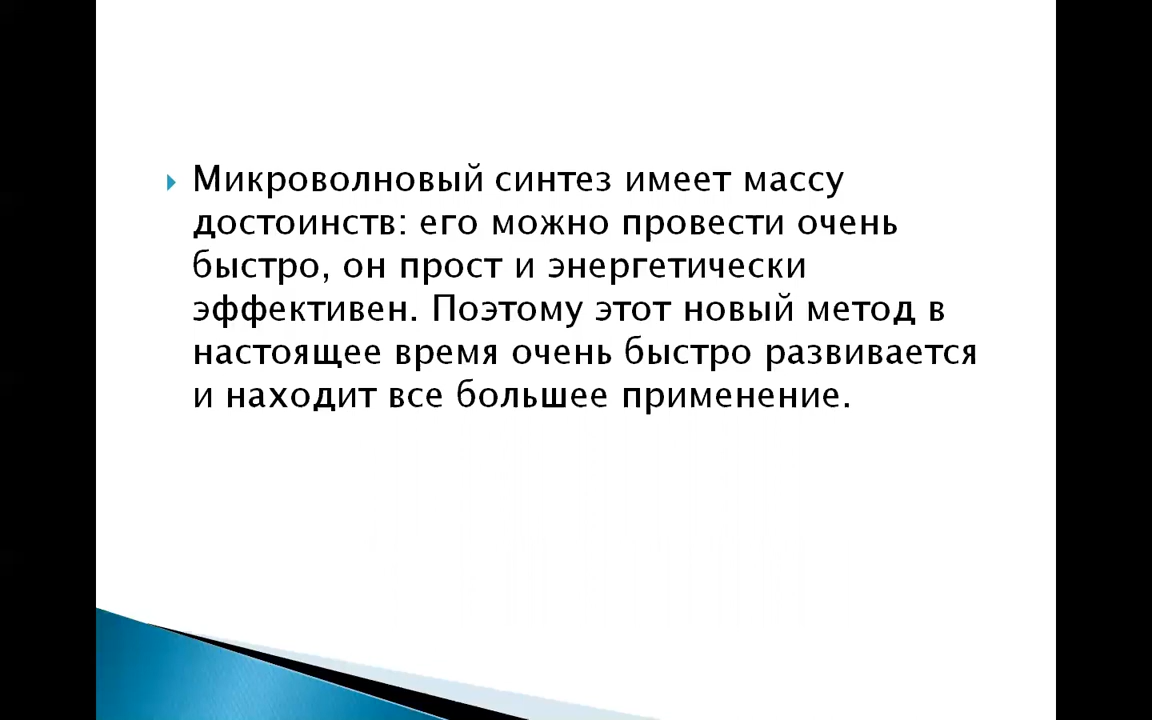 Микроволновый синтез имеет массу
достоинств: его можно провести очень
быстро, он прост и энергетически
эффективен. Поэтому этот новый метод в
настоящее время очень быстро развивается
и находит все большее применение.